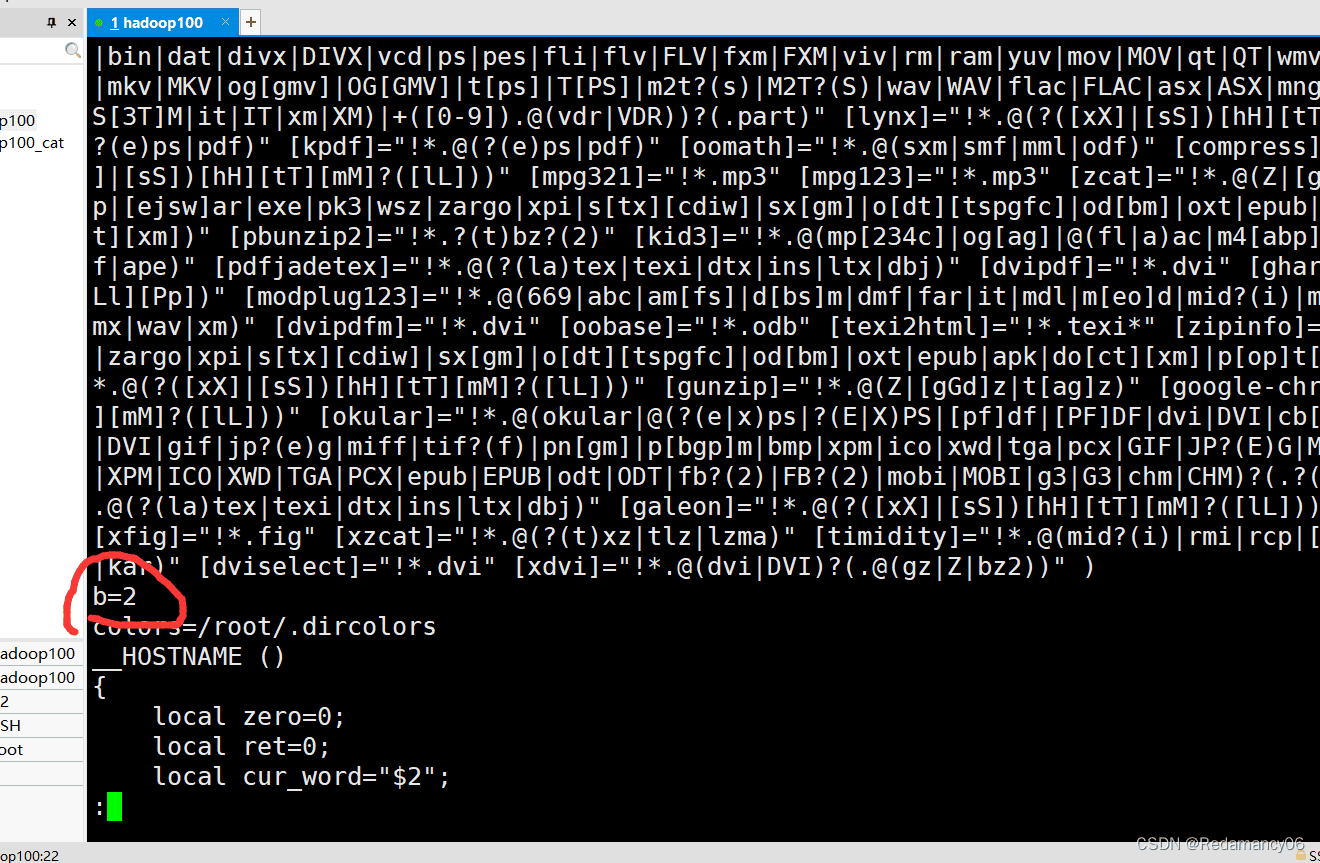 1 hadoop100 × +
|bin|dat|divx|DIVX|vcd|ps|pes|fli|flv|FLV|fxm|FXM|viv|rm|ram|yuv|mov|MOV|qt|QT|wmv
|mkv|MKV|og[gmv]|OG[GMV]|t[ps]|T[PS]|m2t?(s)|M2T?(S)|wav|WAV|flac|FLAC|asx|ASX|mng
p100
S[3T]M|it|IT|xm|XM)|+([0-9]).@(vdr|VDR))?(.part)" [lynx]="!*.@(?([xX]|[sS])[hH][tT
p100_cat
?(e)ps|pdf)" [kpdf]="!*.@(?(e)ps|pdf)" [oomath]="!*.@(sxm|smf|mml|odf)" [compress]
]|[sS])[hH][tT][mM]?([lL]))" [mpg321]="!*.mp3" [mpg123]="!*.mp3" [zcat]="!*.@(Z|[g
p|[ejsw]ar|exe|pk3|wsz|zargo|xpi|s[tx][cdiw]|sx[gm]|o[dt][tspgfc]|od[bm]|oxt|epub|
t][xm])" [pbunzip2]="!*.?(t)bz?(2)" [kid3]="!*.@(mp[234c]|og[ag]|@(fl|a)ac|m4[abp]
f|ape)" [pdfjadetex]="!*.@(?(la)tex|texi|dtx|ins|ltx|dbj)" [dvipdf]="!*.dvi" [ghar
Ll][Pp])" [modplug123]="!*.@(669|abc|am[fs]|d[bs]m|dmf|far|it|mdl|m[eo]d|mid?(i)|m
mx|wav|xm)" [dvipdfm]="!*.dvi" [oobase]="!*.odb" [texi2html]="!*.texi*" [zipinfo]=
|zargo|xpi|s[tx][cdiw]|sx[gm]|o[dt][tspgfc]|od[bm]|oxt|epub|apk|do[ct][xm]|p[op]t[
*.@(?([xX]|[sS])[hH][tT][mM]?([lL]))" [gunzip]="!*.@(Z|[gGd]z|t[ag]z)" [google-chr
][mM]?([lL]))" [okular]="!*.@(okular|@(?(e|x)ps|?(E|X)PS|[pf]df|[PF]DF|dvi|DVI|cb[
|DVI|gif|jp?(e)g|miff|tif?(f)|pn[gm]|p[bgp]m|bmp|xpm|ico|xwd|tga|pcx|GIF|JP?(E)G|M
|XPM|ICO|XWD|TGA|PCX|epub|EPUB|odt|ODT|fb?(2)|FB?(2)|mobi|MOBI|g3|G3|chm|CHM)?(.?(
.@(?(la)tex|texi|dtx|ins|ltx|dbj)" [galeon]="!*.@(?([xX]|[sS])[hH][tT][mM]?([lL]))
[xfig]="!*.fig" [xzcat]="!*.@(?(t)xz|tlz|lzma)" [timidity]="!*.@(mid?(i)|rmi|rcp|[
|kar)" [dviselect]="!*.dvi" [xdvi]="!*.@(dvi|DVI)?(.@(gz|Z|bz2))" )
b=2
colors=/root/.dircolors
adoop100
__HOSTNAME ()
adoop100
{
2
local zero=0;
SH
local ret=0;
oot
local cur_word="$2";
:
CSDN @Redamancy06
op100:22
SS